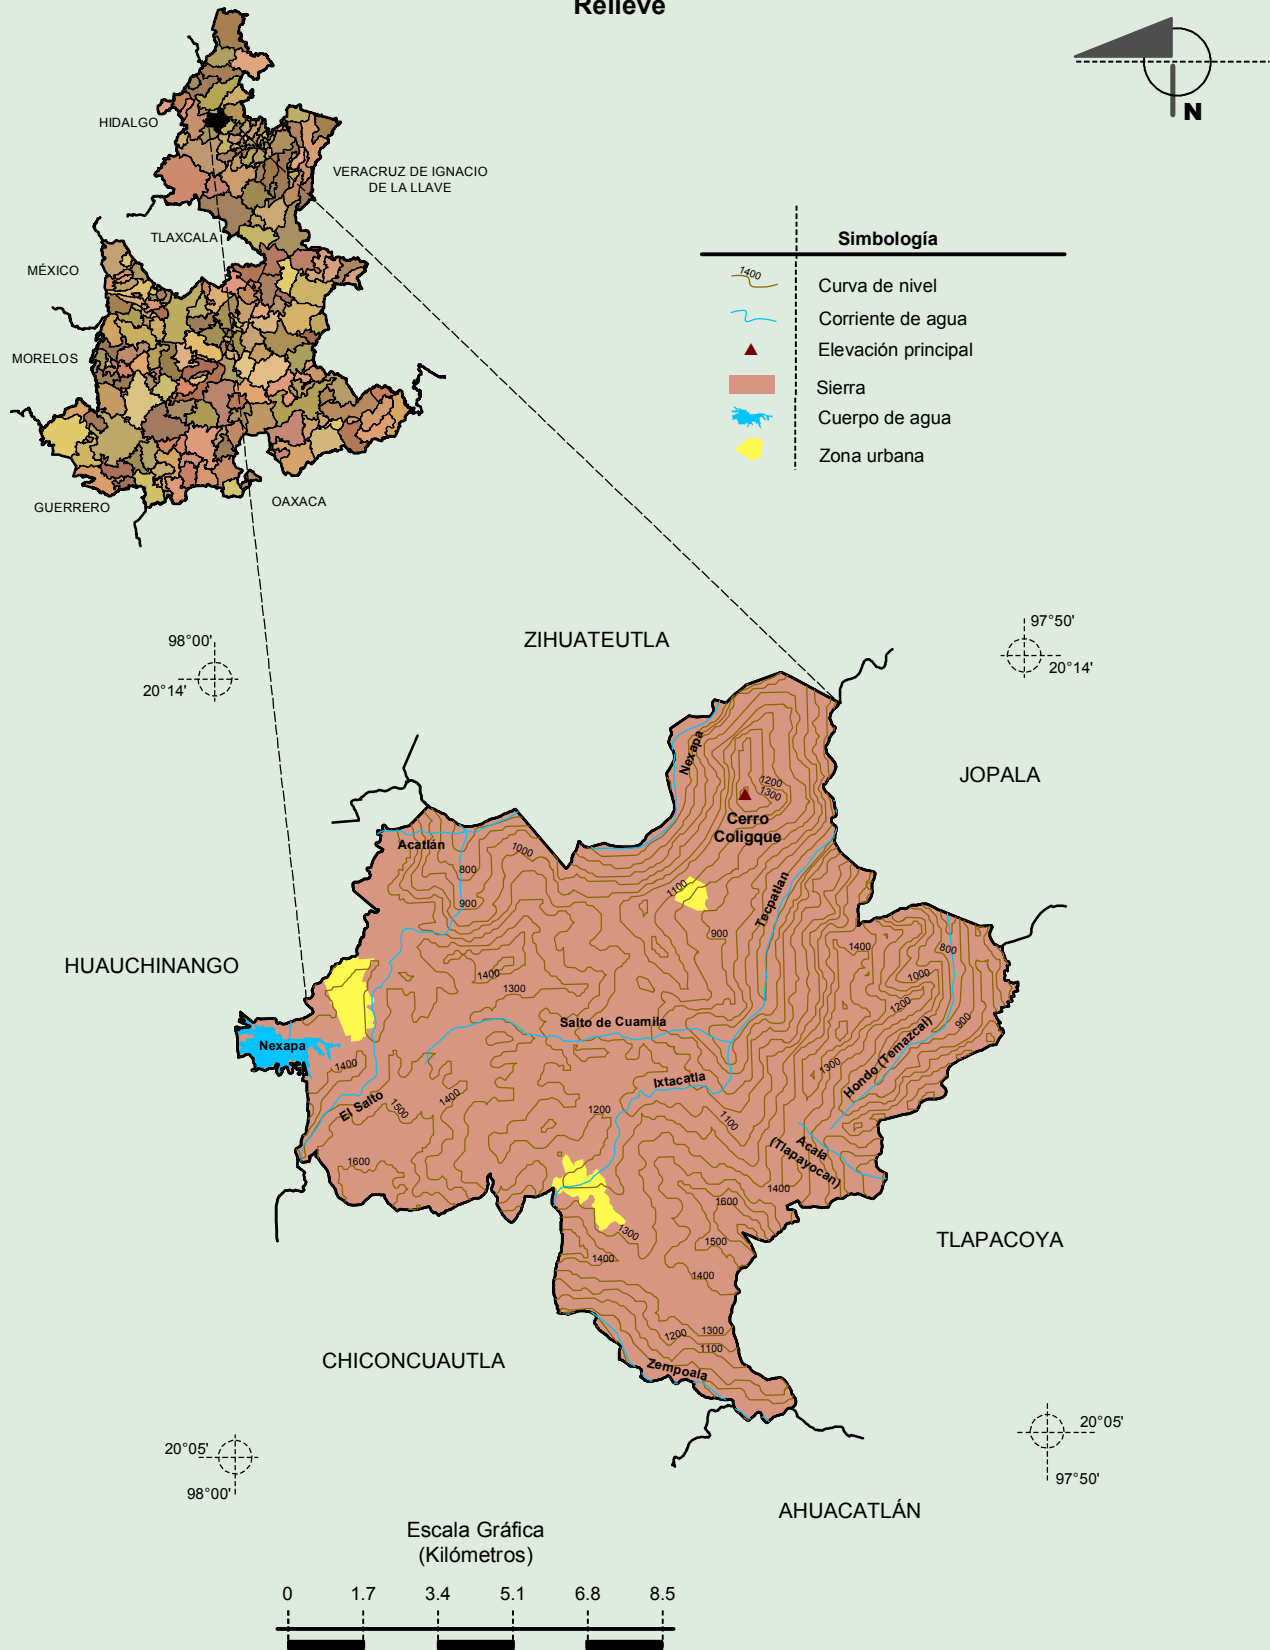 Relieve
N
HIDALGO
VERACRUZ DE IGNACIO
DE LA LLAVE
TLAXCALA
MÉXICO
MORELOS
GUERRERO
OAXACA
Simbología
1400
Curva de nivel
Corriente de agua
Elevación principal
Sierra
Cuerpo de agua
Zona urbana
98°00'
20°14'
ZIHUATEUTLA
97°50'
20°14'
JOPALA
Nexapa
1200
1300
Cerro
Coligque
Acatlán
1000
800
900
1100
900
Tecpatlan
1400
800
1000
1200
900
HUAUCHINANGO
1400
1300
Salto de Cuamila
Nexapa
1400
El Salto
1500
1400
Ixtacatla
1200
1100
1300
Hondo (Temazcal)
Acala
(Tlapayocan)
1600
1400
1600
1300
1500
1400
1400
TLAPACOYA
1200
1300
1100
Zempoala
CHICONCUAUTLA
20°05'
98°00'
20°05'
97°50'
AHUACATLÁN
Escala Gráfica
(Kilómetros)
0 1.7 3.4 5.1 6.8 8.5